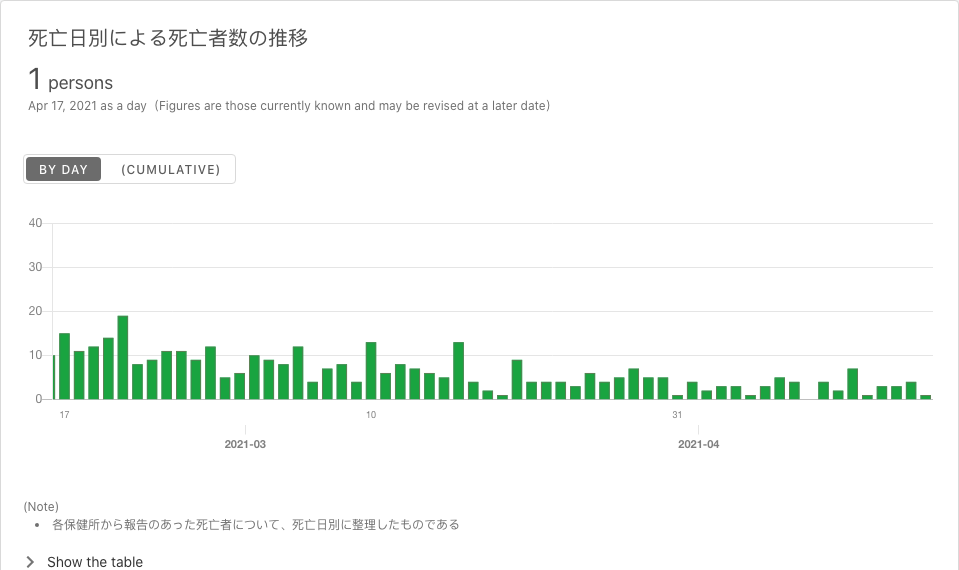 死亡日別による死亡者数の推移
1 persons
Apr 17, 2021 as a day (Figures are those currently known and may be revised at a later date)
BY DAY (CUMULATIVE)
40
30
20
10
0
17 10 31
2021-03 2021-04
(Note)
• 各保健所から報告のあった死亡者について、死亡日別に整理したものである
Show the table